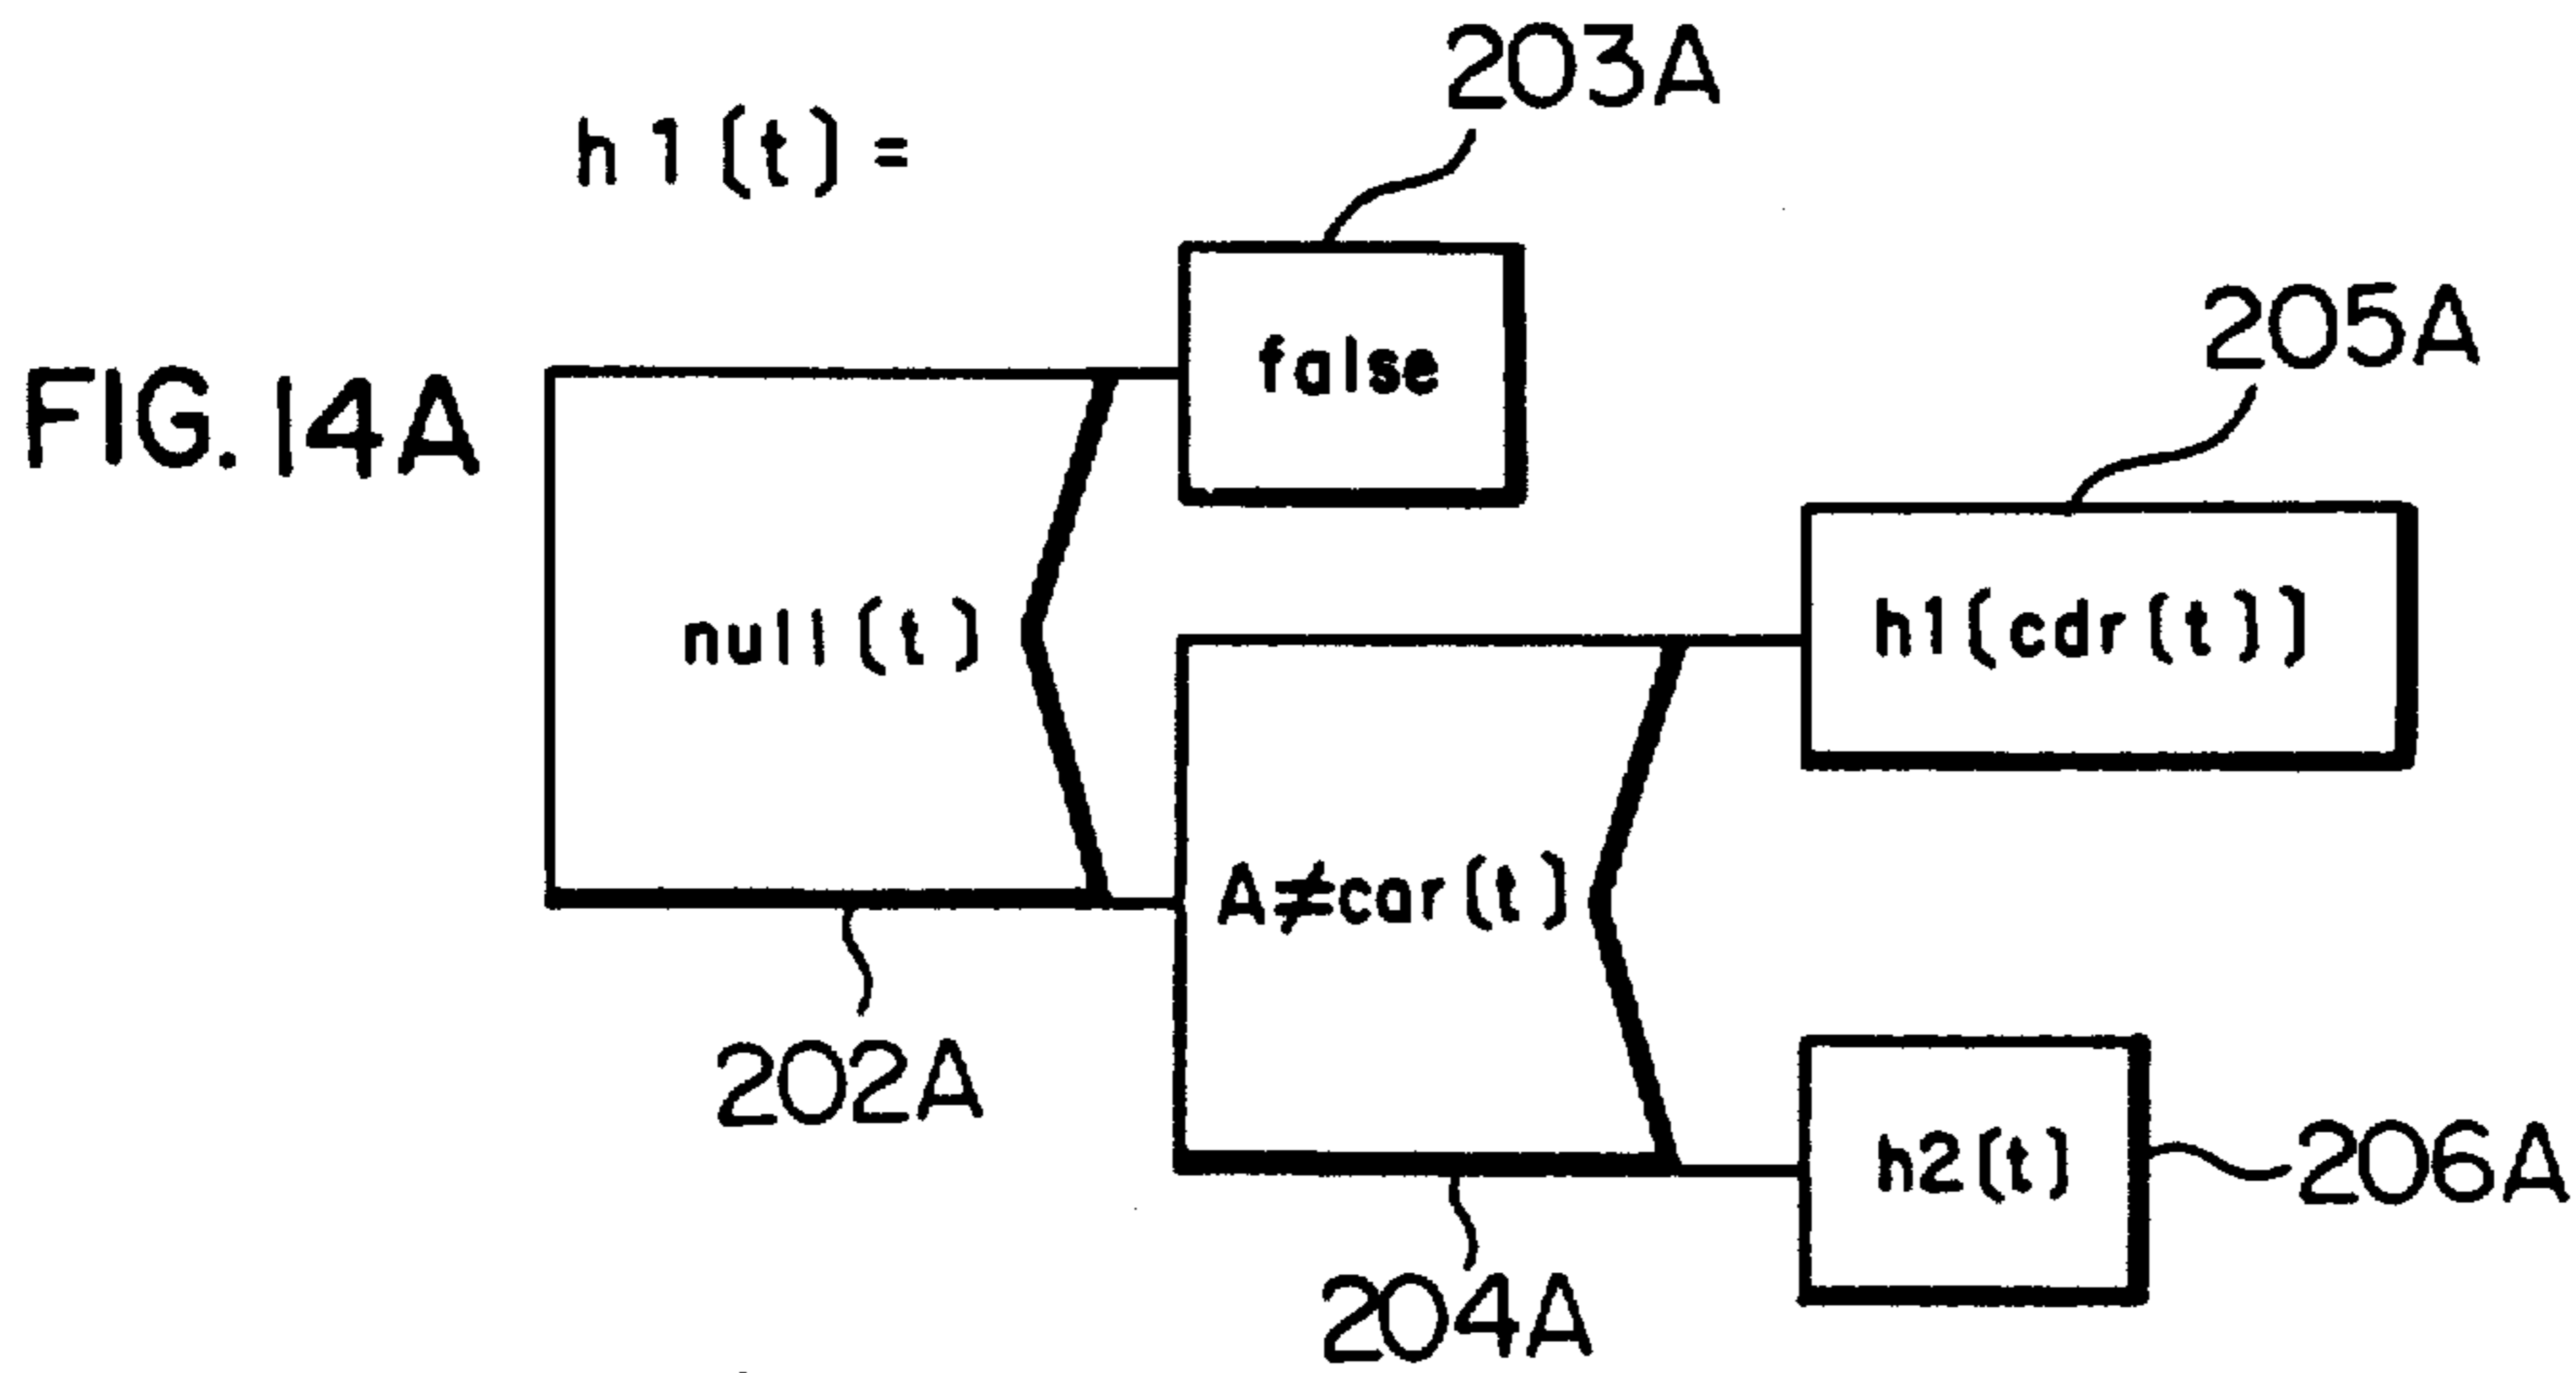 203A
h1(t)=
205A
false
FIG. 14A
null(t)
h1(cdr(t))
A≠car(t)
202A
h2(t)
206A
204A